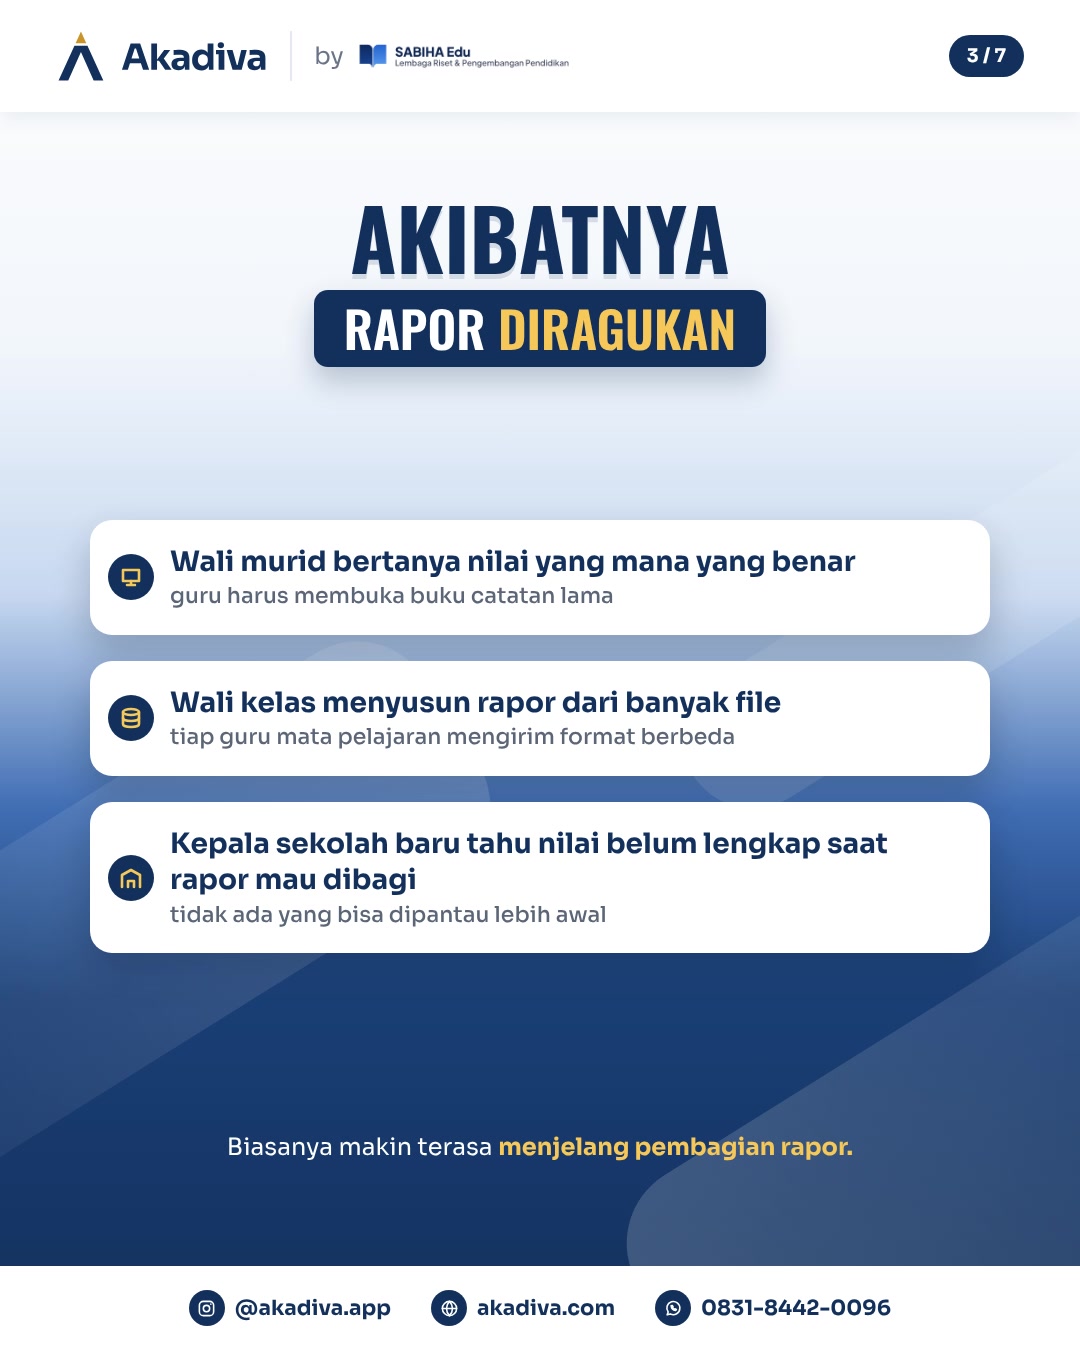 Akadiva
by
SABIHA Edu
Lembaga Riset & Pengembangan Pendidikan
3 / 7
AKIBATNYA
RAPOR DIRAGUKAN
Wali murid bertanya nilai yang mana yang benar
guru harus membuka buku catatan lama
Wali kelas menyusun rapor dari banyak file
tiap guru mata pelajaran mengirim format berbeda
Kepala sekolah baru tahu nilai belum lengkap saat
rapor mau dibagi
tidak ada yang bisa dipantau lebih awal
Biasanya makin terasa menjelang pembagian rapor.
@akadiva.app
akadiva.com
0831-8442-0096